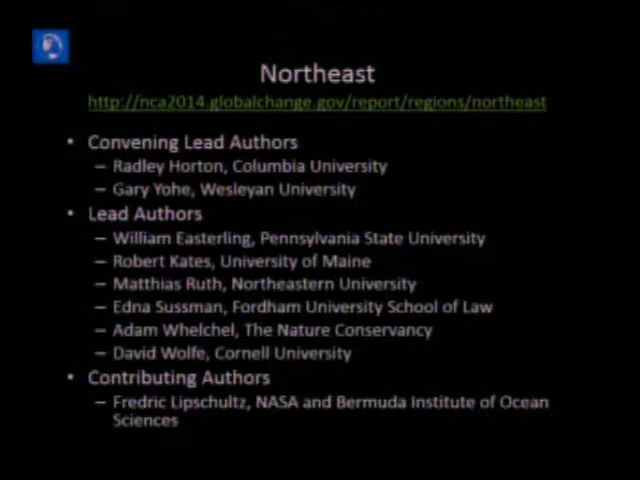 Northeast
http://nca2014.globalchange.gov/report/regions/northeast
• Convening Lead Authors
– Radley Horton, Columbia University
– Gary Yohe, Wesleyan University
• Lead Authors
– William Easterling, Pennsylvania State University
– Robert Kates, University of Maine
– Matthias Ruth, Northeastern University
– Edna Sussman, Fordham University School of Law
– Adam Whelchel, The Nature Conservancy
– David Wolfe, Cornell University
• Contributing Authors
– Fredric Lipschultz, NASA and Bermuda Institute of Ocean
Sciences